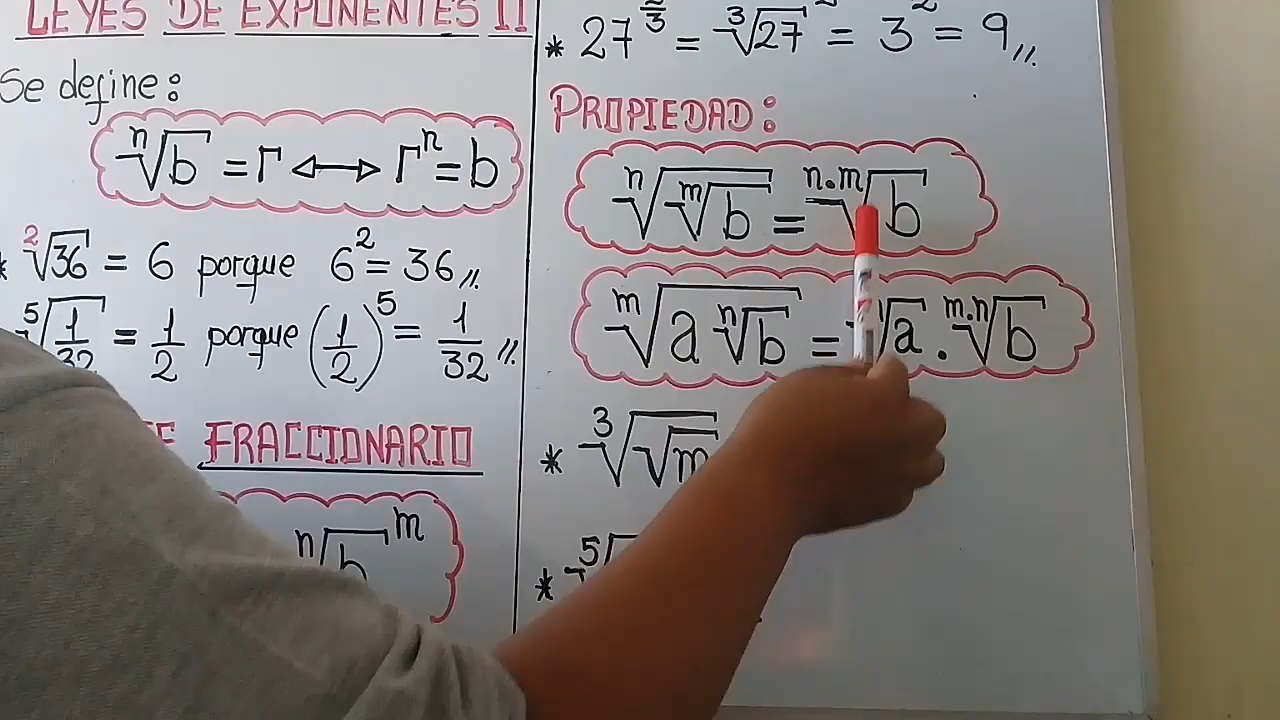 LEYES DE EXPONENTES II
Se define:
ⁿ√b = r ↔ rⁿ = b
* ²√36 = 6 porque 6² = 36 //
⁵√(1/32) = 1/2 porque (1/2)⁵ = 1/32 //
FRACCIONARIO
ⁿ√b ᵐ
* 27^(2/3) = ³√27² = 3² = 9 //
PROPIEDAD:
ⁿ√(ᵐ√b) = ⁿ·ᵐ√b
ᵐ√(a ⁿ√b) = √a . ᵐ·ⁿ√b
* ³√(√m)
* ⁵√